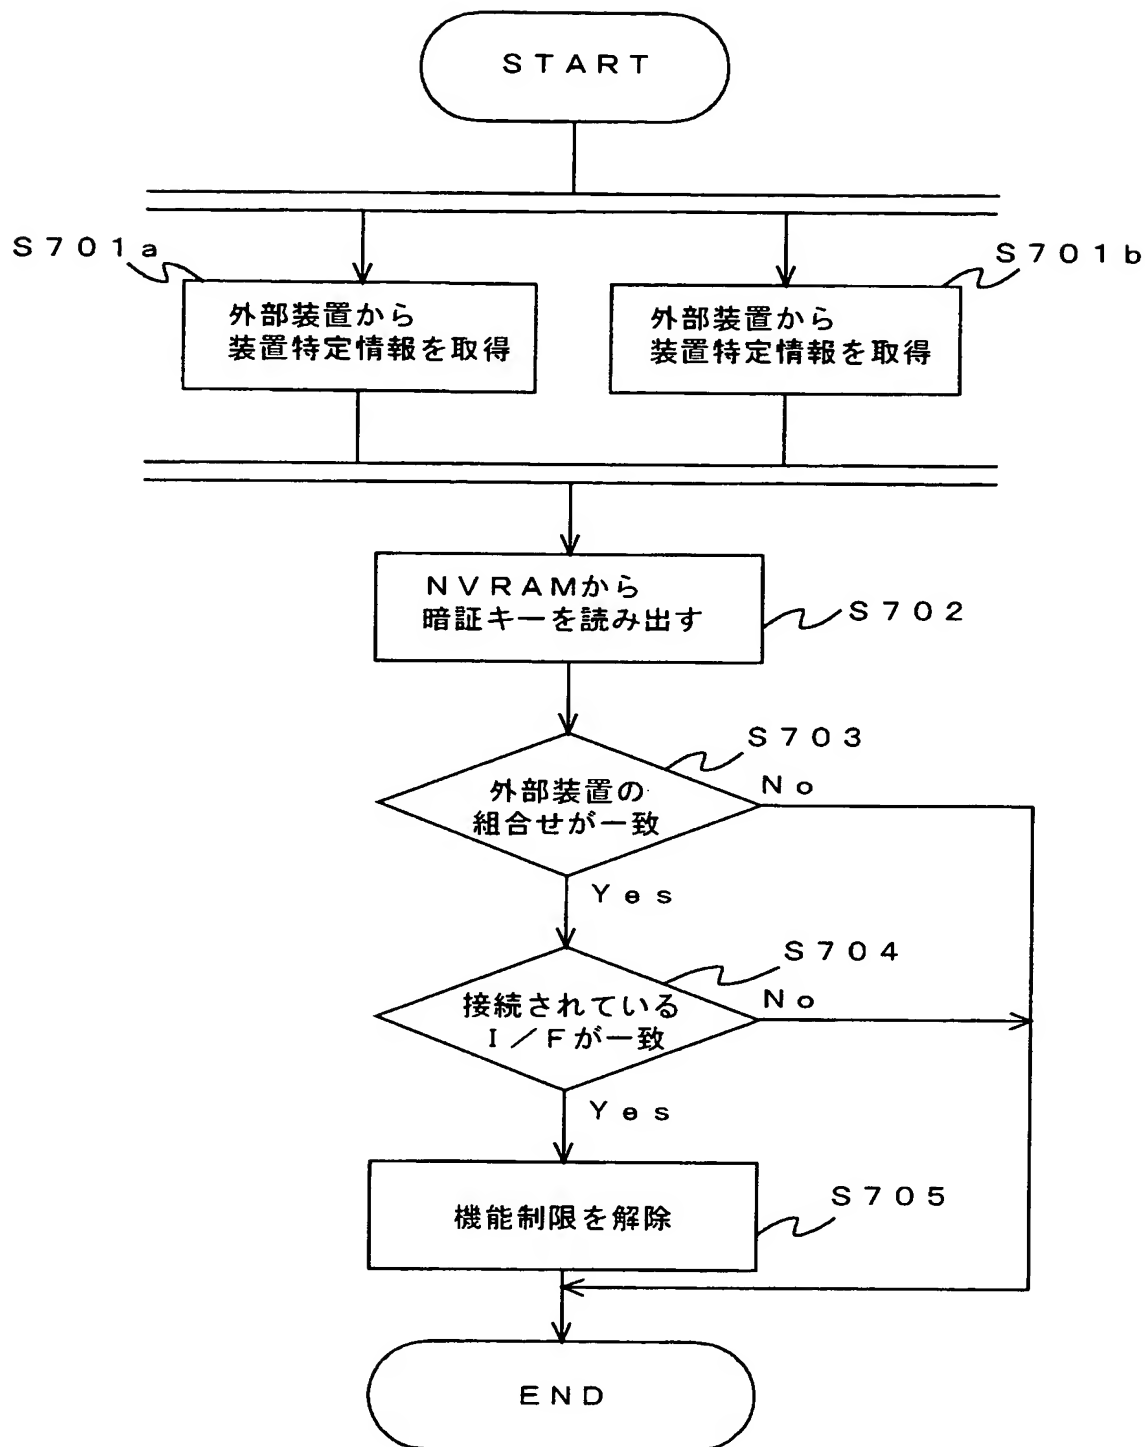 START
S701a
S701b
外部装置から
装置特定情報を取得
外部装置から
装置特定情報を取得
NVRAMから
暗証キーを読み出す
S702
S703
外部装置の
組合せが一致
No
Yes
S704
接続されている
I/Fが一致
No
Yes
機能制限を解除
S705
END